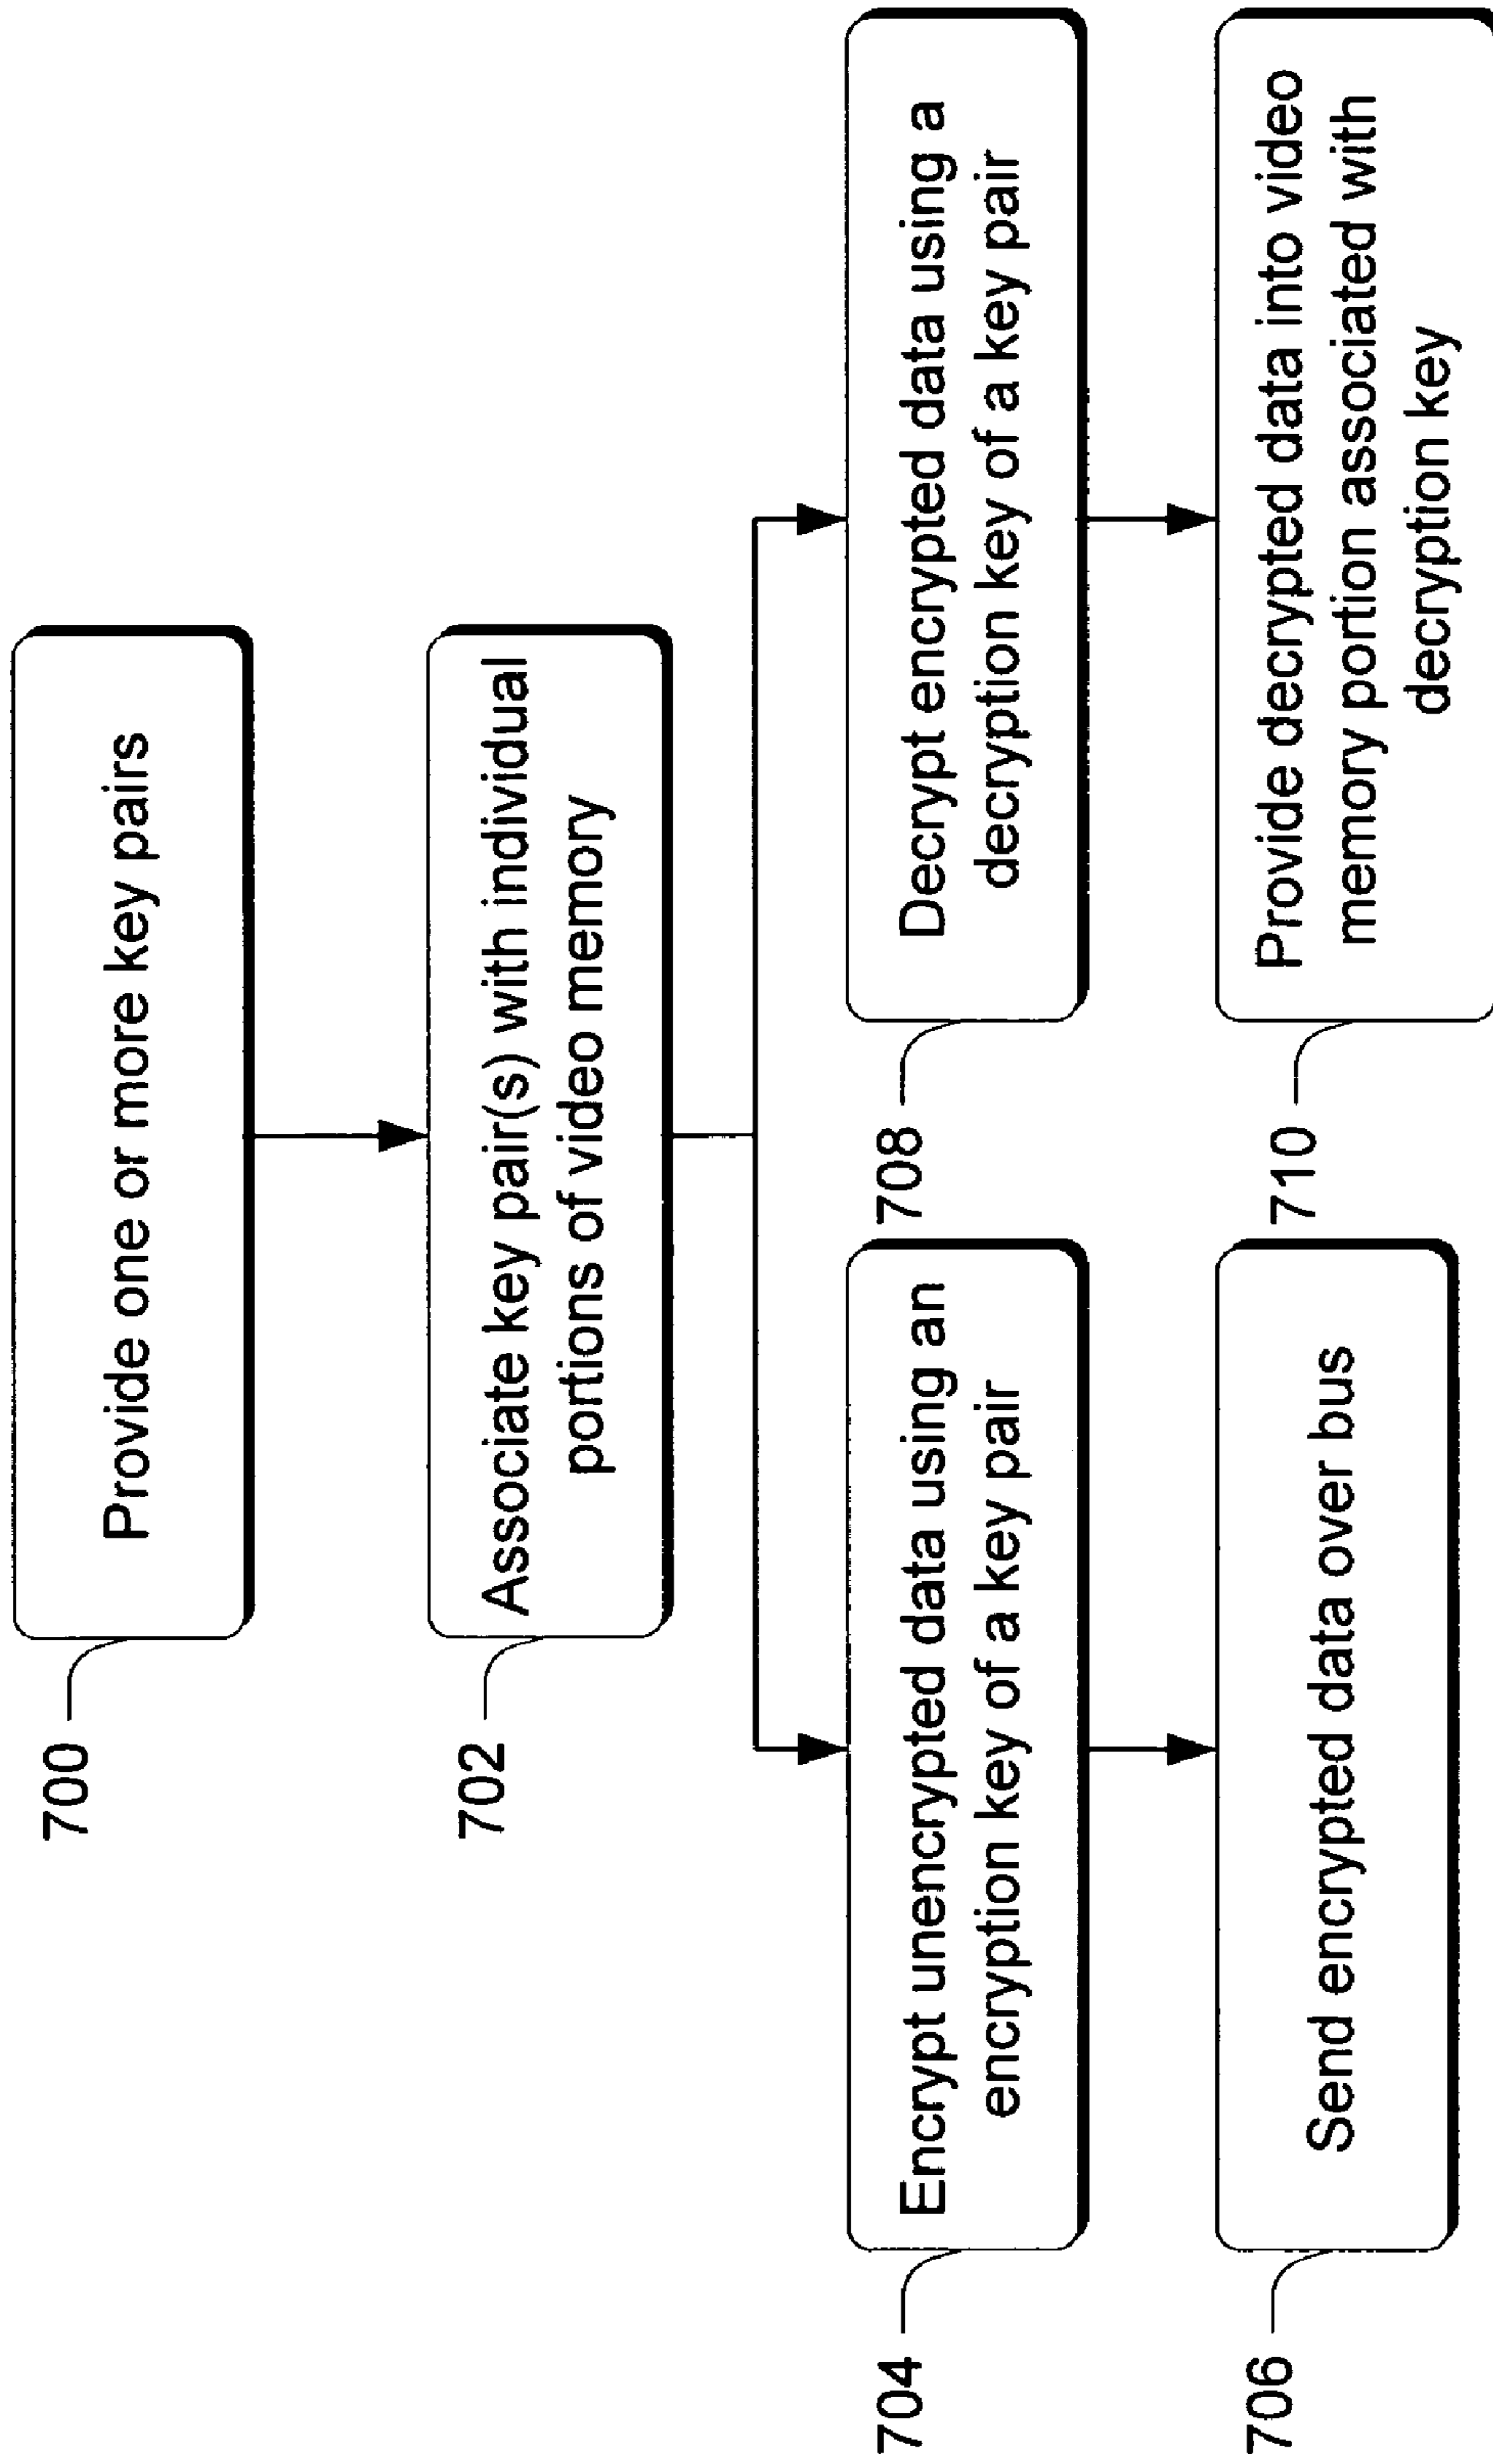 700
Provide one or more key pairs
702
Associate key pair(s) with individual
portions of video memory
704
Encrypt unencrypted data using an
encryption key of a key pair
706
Send encrypted data over bus
708
Decrypt encrypted data using a
decryption key of a key pair
710
Provide decrypted data into video
memory portion associated with
decryption key